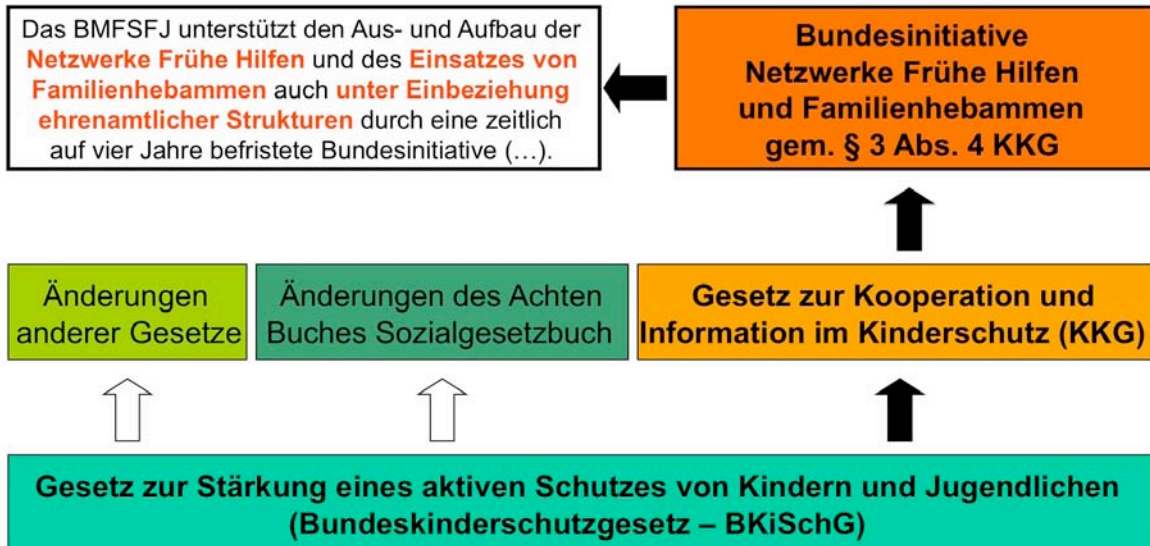 Das BMFSFJ unterstützt den Aus- und Aufbau der
Netzwerke Frühe Hilfen und des Einsatzes von
Familienhebammen auch unter Einbeziehung
ehrenamtlicher Strukturen durch eine zeitlich
auf vier Jahre befristete Bundesinitiative (…).
Bundesinitiative
Netzwerke Frühe Hilfen
und Familienhebammen
gem. § 3 Abs. 4 KKG
Änderungen
anderer Gesetze
Änderungen des Achten
Buches Sozialgesetzbuch
Gesetz zur Kooperation und
Information im Kinderschutz (KKG)
Gesetz zur Stärkung eines aktiven Schutzes von Kindern und Jugendlichen
(Bundeskinderschutzgesetz – BKiSchG)